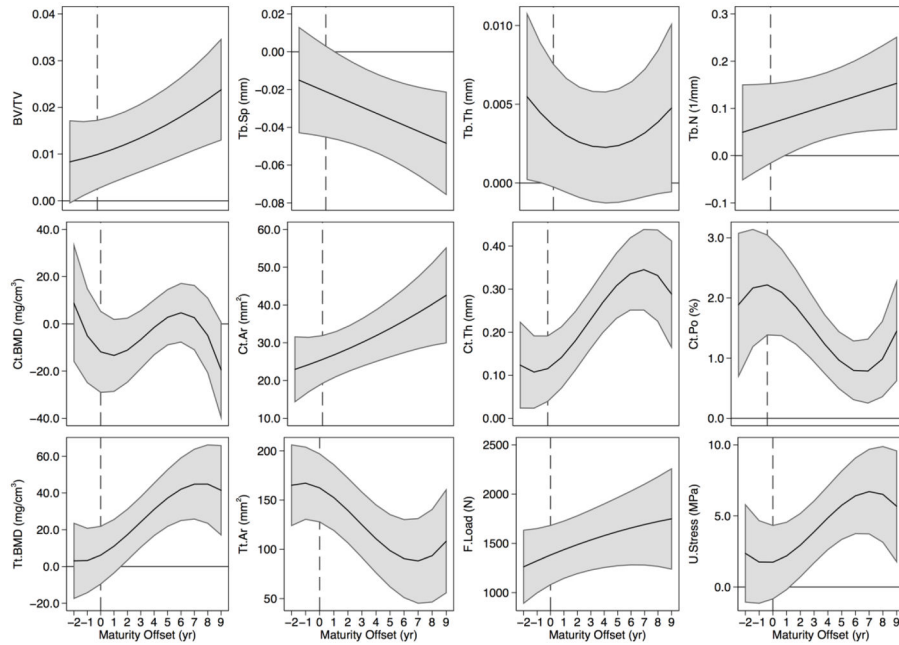 0.04
0.03
0.02
0.01
0.00
BV/TV
0.00
−0.02
−0.04
−0.06
−0.08
Tb.Sp (mm)
0.010
0.005
0.000
Tb.Th (mm)
0.3
0.2
0.1
0.0
−0.1
Tb.N (1/mm)
40.0
20.0
0.0
−20.0
−40.0
Ct.BMD (mg/cm³)
60.0
50.0
40.0
30.0
20.0
10.0
Ct.Ar (mm²)
0.40
0.30
0.20
0.10
0.00
Ct.Th (mm)
3.0
2.0
1.0
0.0
Ct.Po (%)
60.0
40.0
20.0
0.0
−20.0
Tt.BMD (mg/cm³)
−2 −1 0 1 2 3 4 5 6 7 8 9
Maturity Offset (yr)
200
150
100
50
Tt.Ar (mm²)
−2 −1 0 1 2 3 4 5 6 7 8 9
Maturity Offset (yr)
2500
2000
1500
1000
F.Load (N)
−2 −1 0 1 2 3 4 5 6 7 8 9
Maturity Offset (yr)
10.0
5.0
0.0
U.Stress (MPa)
−2 −1 0 1 2 3 4 5 6 7 8 9
Maturity Offset (yr)